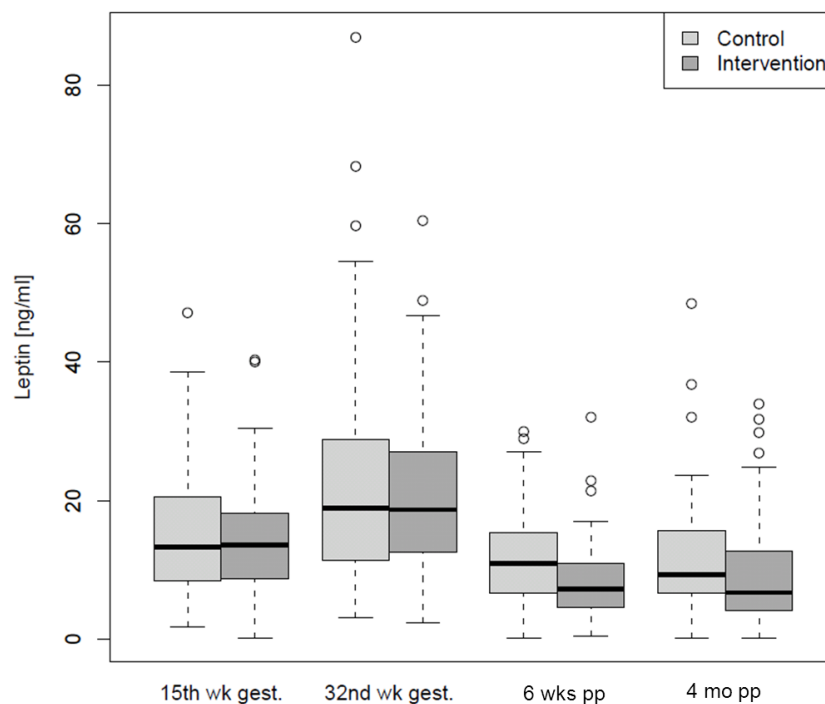 Control
Intervention
Leptin [ng/ml]
80
60
40
20
0
15th wk gest. 32nd wk gest. 6 wks pp 4 mo pp